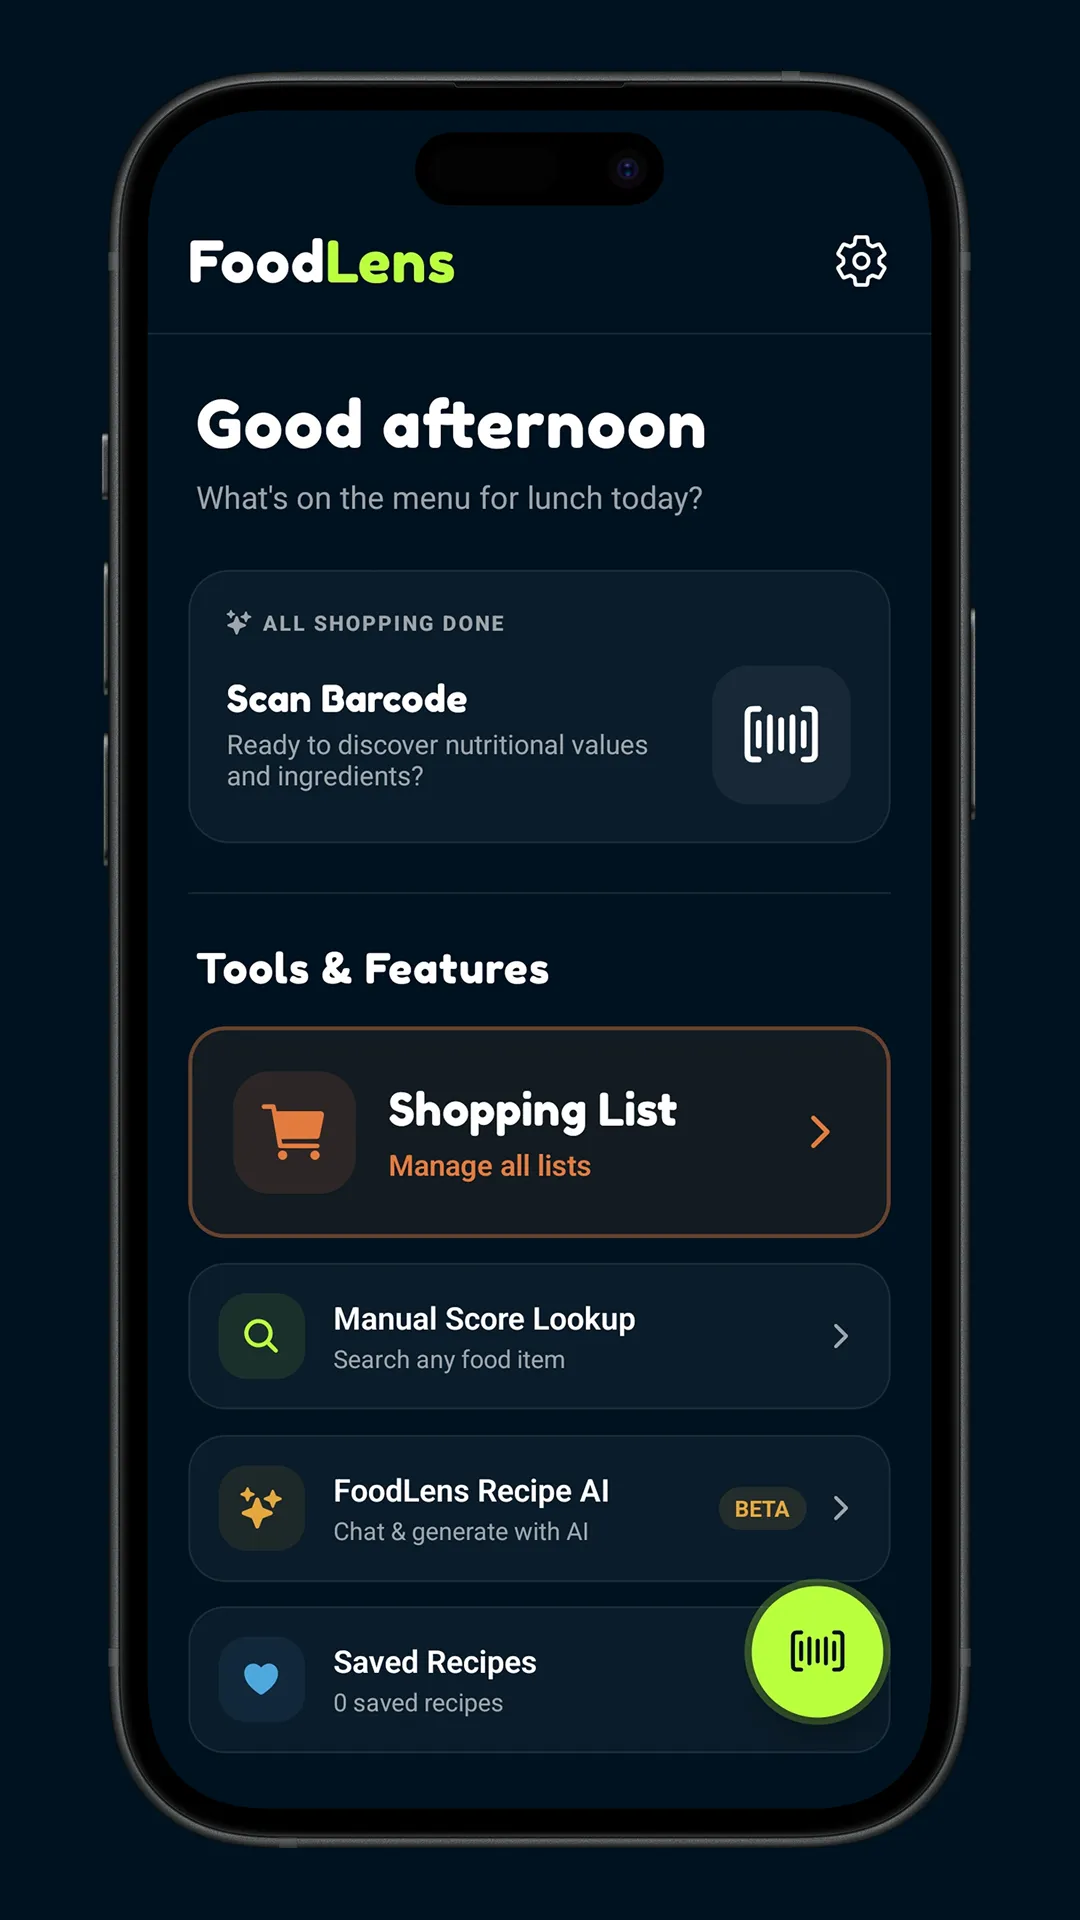 FoodLens
Good afternoon
What's on the menu for lunch today?
ALL SHOPPING DONE
Scan Barcode
Ready to discover nutritional values
and ingredients?
Tools & Features
Shopping List
Manage all lists
Manual Score Lookup
Search any food item
FoodLens Recipe AI
Chat & generate with AI
BETA
Saved Recipes
0 saved recipes